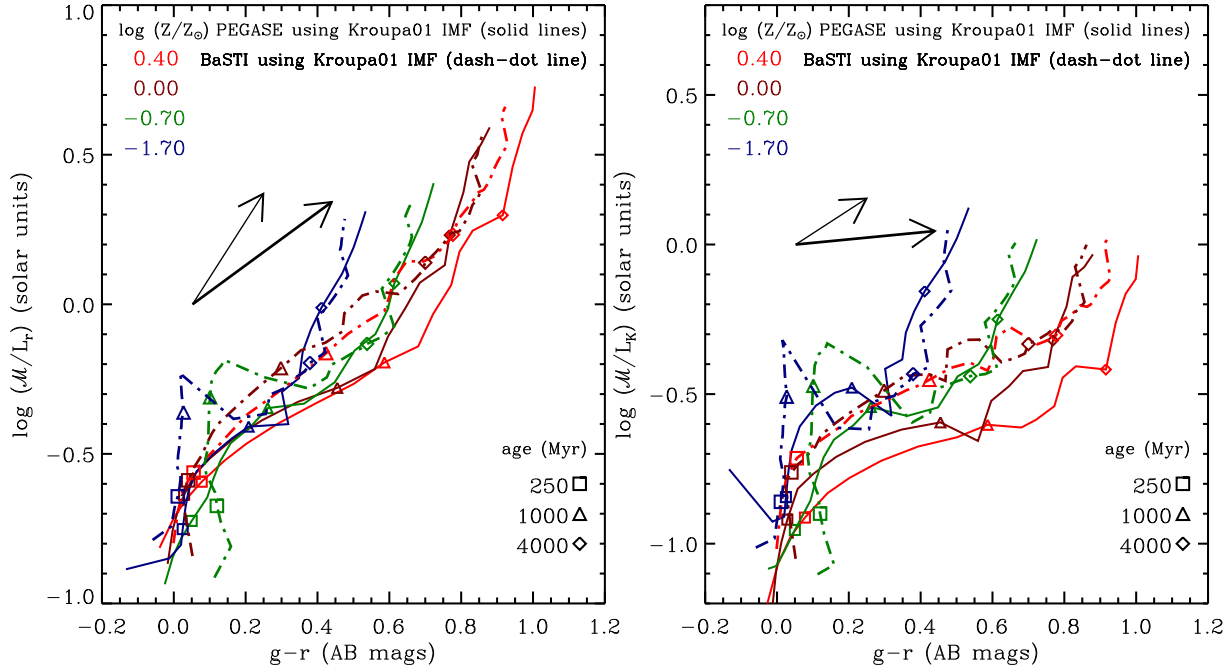 log (Z/Z⊙) PEGASE using Kroupa01 IMF (solid lines)
0.40 BaSTI using Kroupa01 IMF (dash-dot line)
0.00
−0.70
−1.70
age (Myr)
250
1000
4000
1.0
0.5
0.0
−0.5
−1.0
log (M/Lr) (solar units)
−0.2 0.0 0.2 0.4 0.6 0.8 1.0 1.2
g−r (AB mags)
log (Z/Z⊙) PEGASE using Kroupa01 IMF (solid lines)
0.40 BaSTI using Kroupa01 IMF (dash-dot line)
0.00
−0.70
−1.70
age (Myr)
250
1000
4000
0.5
0.0
−0.5
−1.0
log (M/LK) (solar units)
−0.2 0.0 0.2 0.4 0.6 0.8 1.0 1.2
g−r (AB mags)